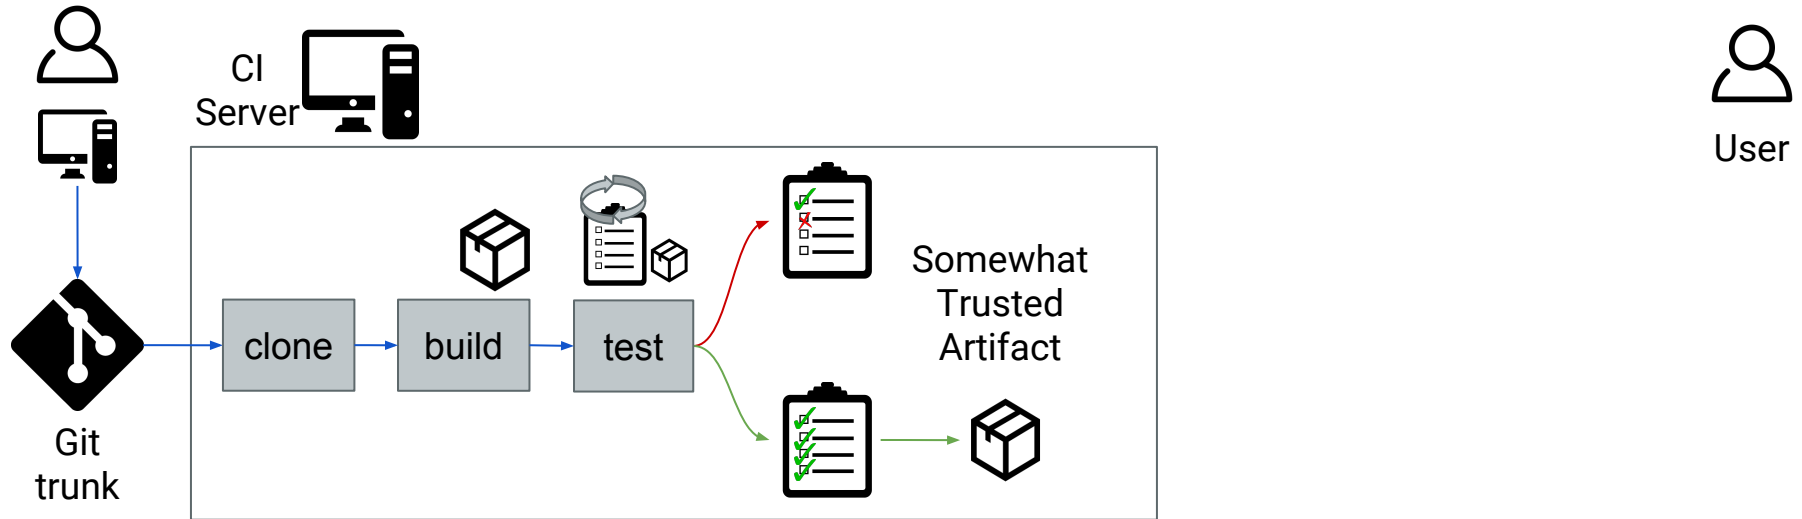 CI
Server
User
clone
build
test
Somewhat
Trusted
Artifact
Git
trunk